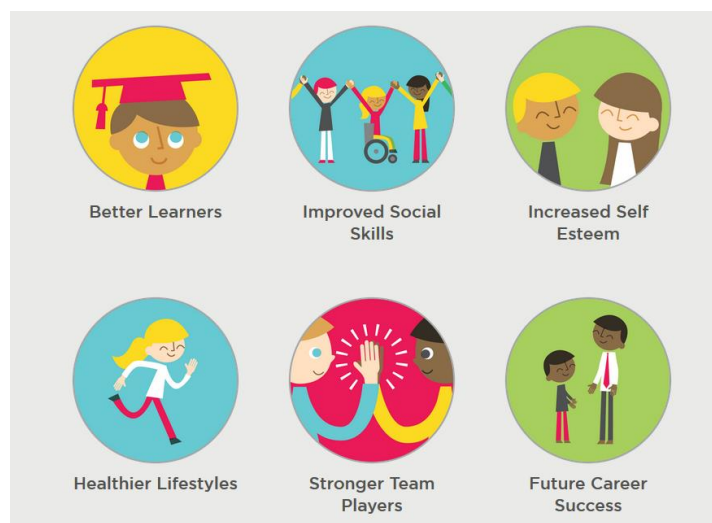 Better Learners
Improved Social
Skills
Increased Self
Esteem
Healthier Lifestyles
Stronger Team
Players
Future Career
Success